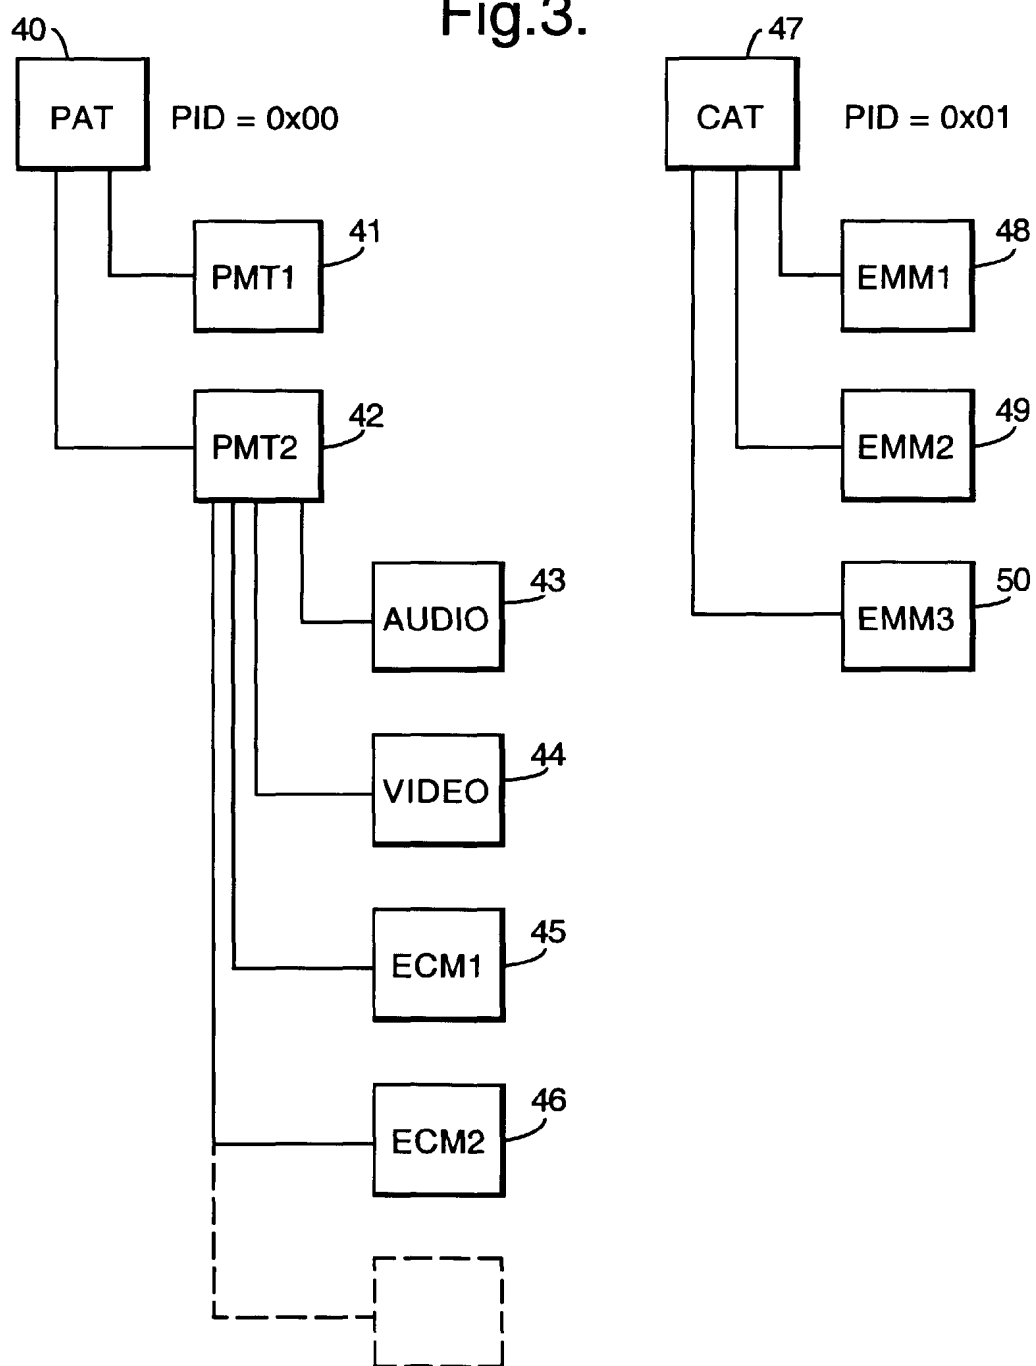 Fig.3.
40
PAT PID = 0x00
41
PMT1
42
PMT2
43
AUDIO
44
VIDEO
45
ECM1
46
ECM2
47
CAT PID = 0x01
48
EMM1
49
EMM2
50
EMM3